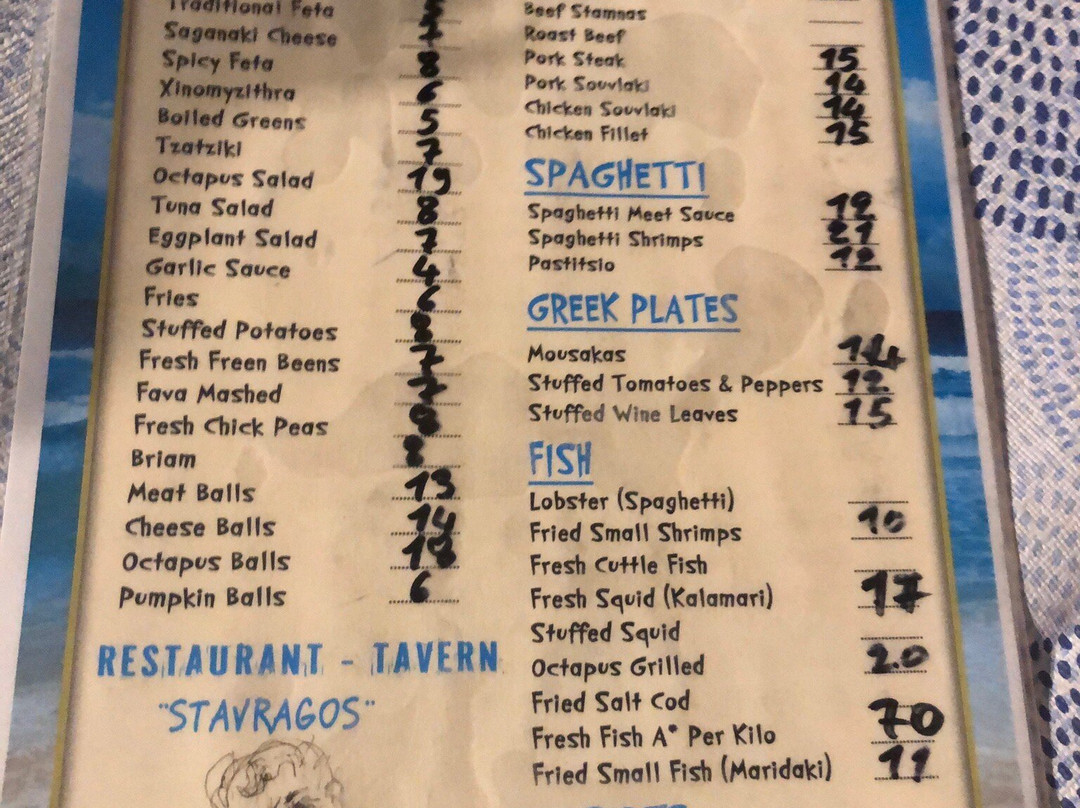 Traditional Feta
Saganaki Cheese 7
Spicy Feta 8
Xinomyzithra 6
Boiled Greens 5
Tzatziki 7
Octapus Salad 19
Tuna Salad 8
Eggplant Salad 7
Garlic Sauce 4
Fries 6
Stuffed Potatoes
Fresh Freen Beens 7
Fava Mashed 7
Fresh Chick Peas 8
Briam 8
Meat Balls 13
Cheese Balls 14
Octapus Balls
Pumpkin Balls 6
RESTAURANT - TAVERN
"STAVRAGOS"
Beef Stamnas
Roast Beef
Pork Steak 15
Pork Souvlaki 14
Chicken Souvlaki 14
Chicken Fillet 15
SPAGHETTI
Spaghetti Meet Sauce 12
Spaghetti Shrimps 21
Pastitsio 12
GREEK PLATES
Mousakas 14
Stuffed Tomatoes & Peppers 12
Stuffed Wine Leaves 15
FISH
Lobster (Spaghetti)
Fried Small Shrimps 10
Fresh Cuttle Fish
Fresh Squid (Kalamari) 17
Stuffed Squid
Octapus Grilled 20
Fried Salt Cod
Fresh Fish A* Per Kilo 70
Fried Small Fish (Maridaki) 11